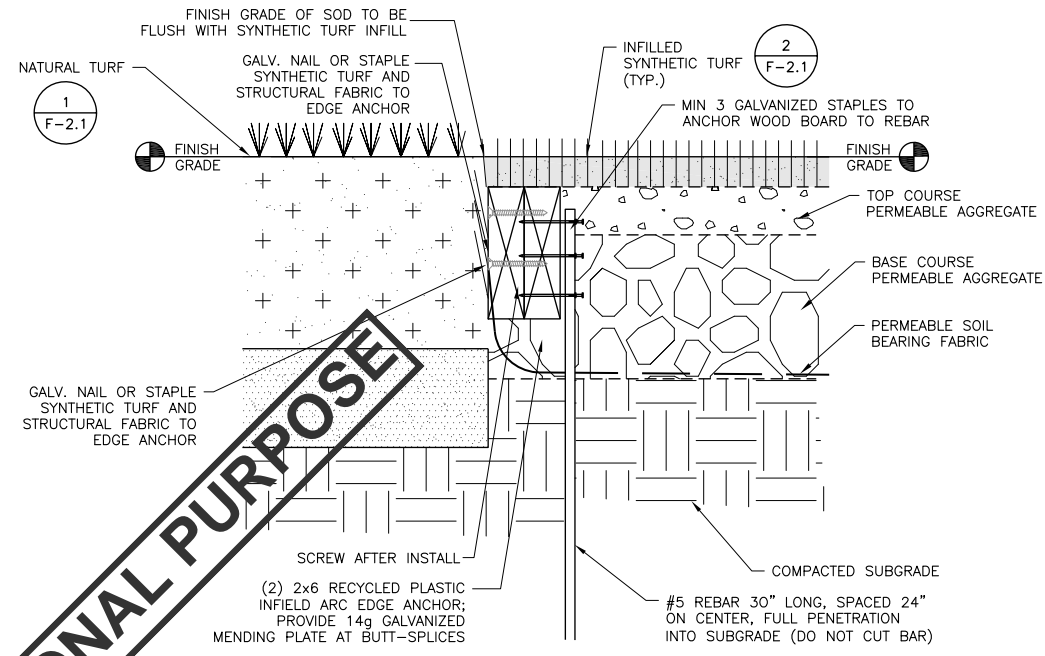 FINISH GRADE OF SOD TO BE
FLUSH WITH SYNTHETIC TURF INFILL
NATURAL TURF
1
F-2.1
GALV. NAIL OR STAPLE
SYNTHETIC TURF AND
STRUCTURAL FABRIC TO
EDGE ANCHOR
INFILLED
SYNTHETIC TURF
(TYP.)
2
F-2.1
MIN 3 GALVANIZED STAPLES TO
ANCHOR WOOD BOARD TO REBAR
FINISH
GRADE
FINISH
GRADE
TOP COURSE
PERMEABLE AGGREGATE
BASE COURSE
PERMEABLE AGGREGATE
PERMEABLE SOIL
BEARING FABRIC
GALV. NAIL OR STAPLE
SYNTHETIC TURF AND
STRUCTURAL FABRIC TO
EDGE ANCHOR
SCREW AFTER INSTALL
(2) 2x6 RECYCLED PLASTIC
INFIELD ARC EDGE ANCHOR;
PROVIDE 14g GALVANIZED
MENDING PLATE AT BUTT-SPLICES
COMPACTED SUBGRADE
#5 REBAR 30" LONG, SPACED 24"
ON CENTER, FULL PENETRATION
INTO SUBGRADE (DO NOT CUT BAR)
ONAL PURPOSE